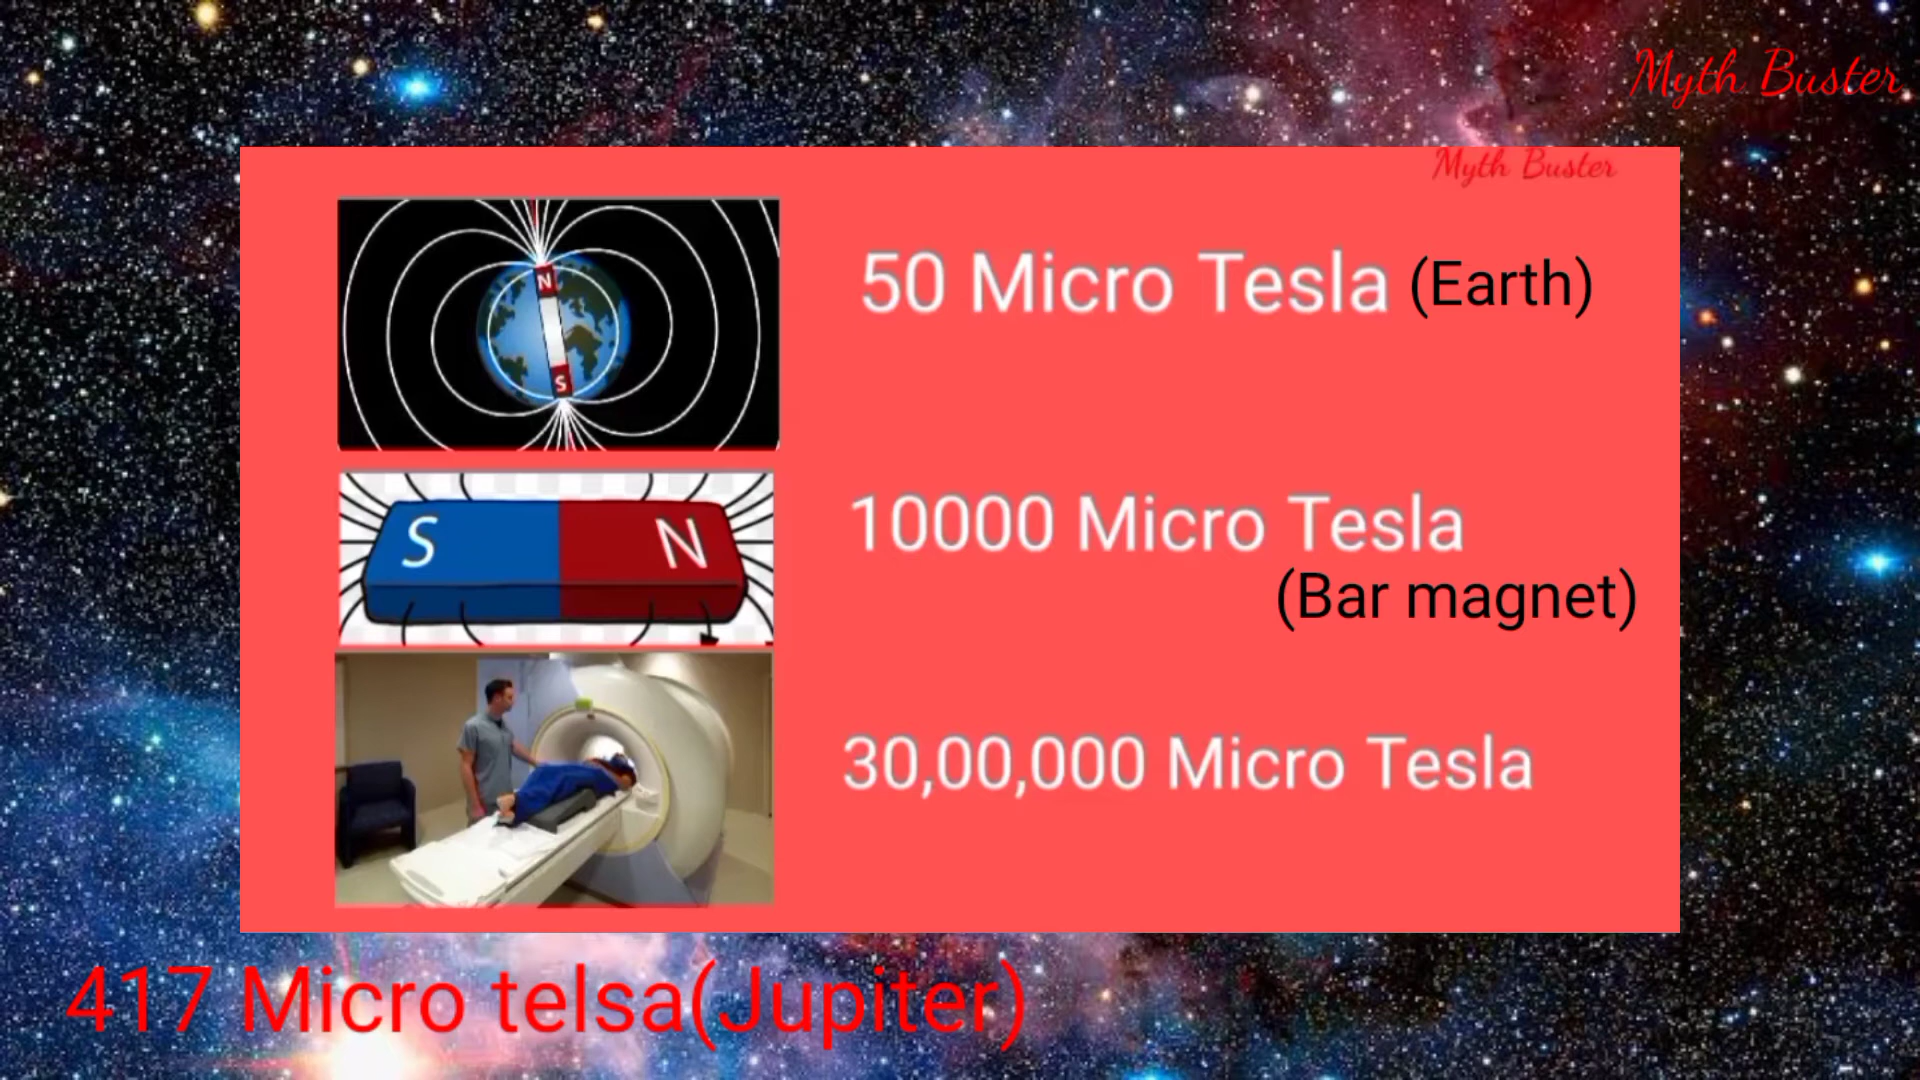 Myth Buster
Myth Buster
50 Micro Tesla (Earth)
N
S
S N
10000 Micro Tesla
(Bar magnet)
30,00,000 Micro Tesla
417 Micro telsa(Jupiter)